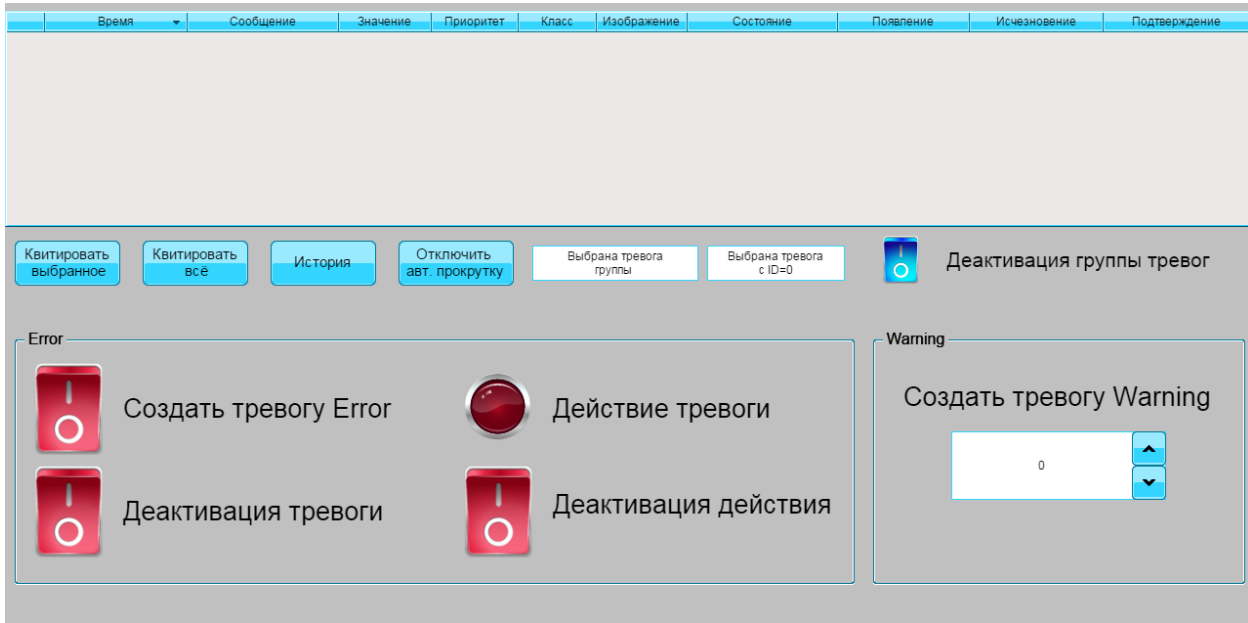 Время Сообщение Значение Приоритет Класс Изображение Состояние Появление Исчезновение Подтверждение
Квитировать
выбранное
Квитировать
всё
История
Отключить
авт. прокрутку
Выбрана тревога
группы
Выбрана тревога
с ID=0
Деактивация группы тревог
Error
Создать тревогу Error
Действие тревоги
Деактивация тревоги
Деактивация действия
Warning
Создать тревогу Warning
0